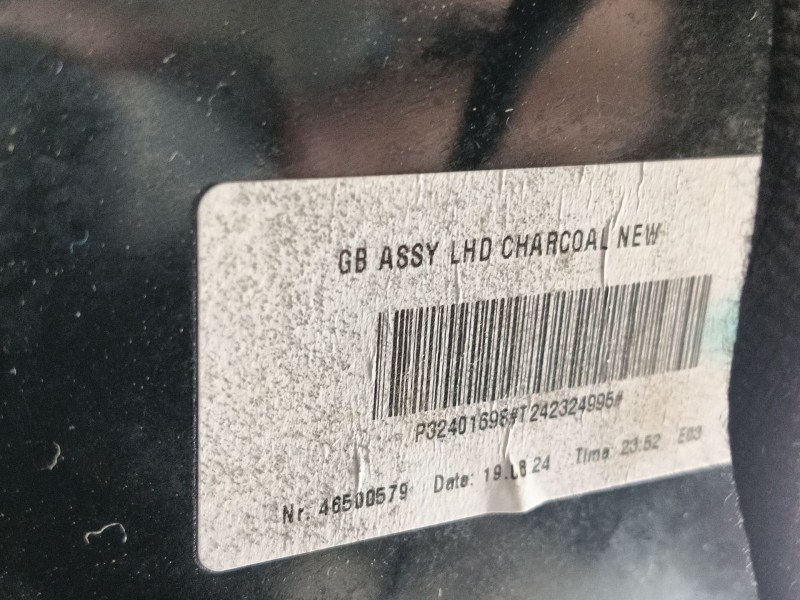 GB ASSY LHD CHARCOAL NEW
P32401698#T242324995#
Nr. 46500579 Date: 19.08.24 Time 23:52 E03